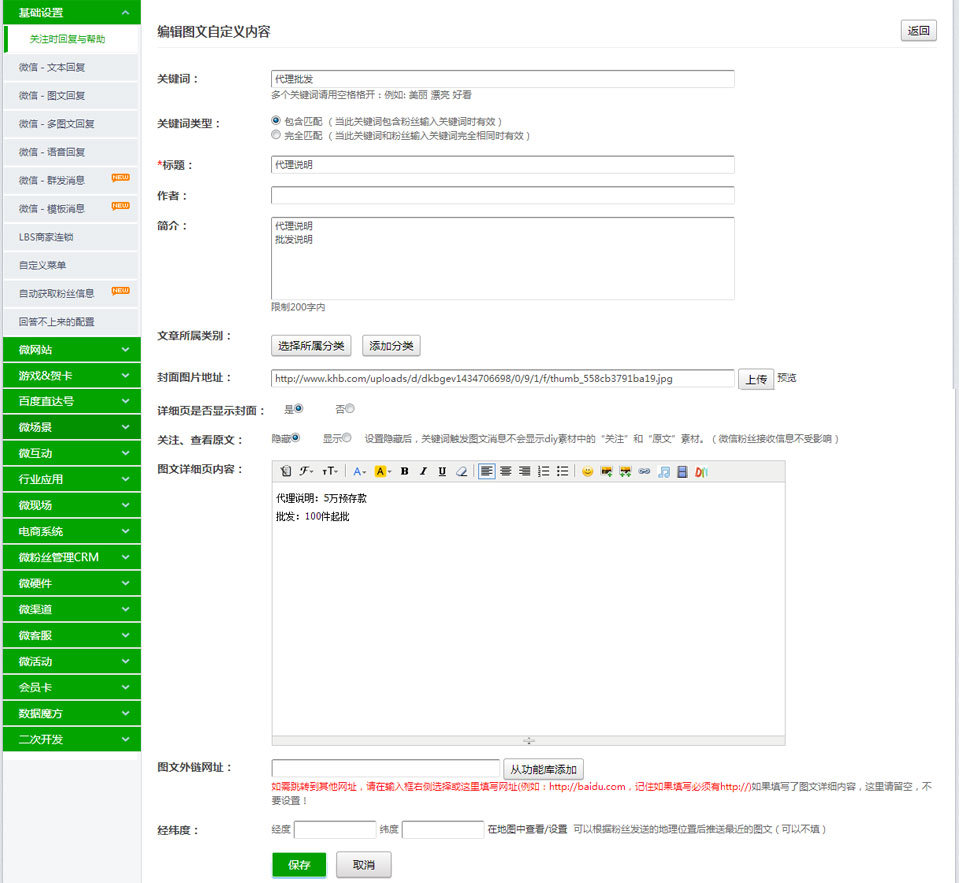 基础设置
关注时回复与帮助
微信 - 文本回复
微信 - 图文回复
微信 - 多图文回复
微信 - 语音回复
微信 - 群发消息 NEW
微信 - 模板消息 NEW
LBS商家连锁
自定义菜单
自动获取粉丝信息 NEW
回答不上来的配置
微网站
游戏&贺卡
百度直达号
微场景
微互动
行业应用
微现场
电商系统
微粉丝管理CRM
微硬件
微渠道
微客服
微活动
会员卡
数据魔方
二次开发
编辑图文自定义内容 返回
关键词： 代理批发
多个关键词请用空格格开：例如: 美丽 漂亮 好看
关键词类型： 包含匹配 （当此关键词包含粉丝输入关键词时有效）
完全匹配 （当此关键词和粉丝输入关键词完全相同时有效）
*标题： 代理说明
作者：
简介： 代理说明
批发说明
限制200字内
文章所属类别： 选择所属分类 添加分类
封面图片地址： http://www.khb.com/uploads/d/dkbgev1434706698/0/9/1/f/thumb_558cb3791ba19.jpg 上传 预览
详细页是否显示封面： 是 否
关注、查看原文： 隐藏 显示 设置隐藏后，关键词触发图文消息不会显示diy素材中的“关注”和“原文”素材。（微信粉丝接收信息不受影响）
图文详细页内容：
代理说明：5万预存款
批发：100件起批
图文外链网址： 从功能库添加
如需跳转到其他网址，请在输入框右侧选择或这里填写网址(例如：http://baidu.com，记住如果填写必须有http://)如果填写了图文详细内容，这里请留空，不
要设置！
经纬度： 经度 纬度 在地图中查看/设置 可以根据粉丝发送的地理位置后推送最近的图文（可以不填）
保存 取消